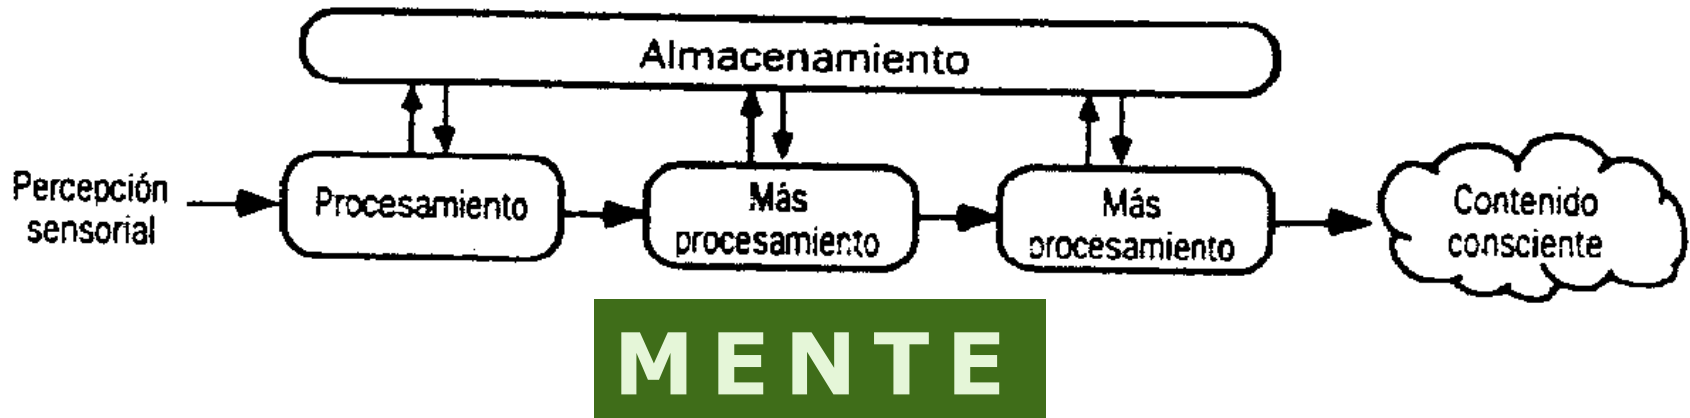 Almacenamiento
Percepción
sensorial
Procesamiento
Más
procesamiento
Más
procesamiento
Contenido
consciente
MENTE